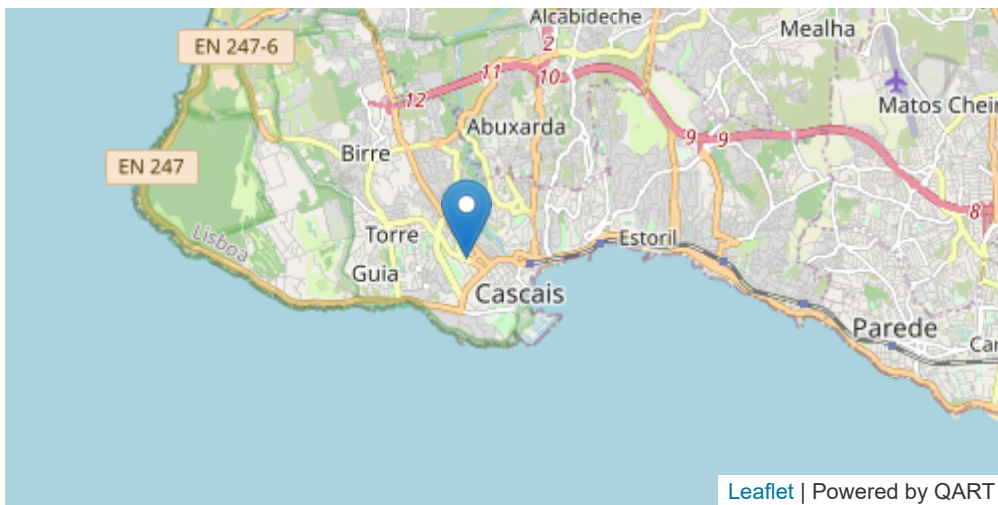 Alcabideche
Mealha
EN 247-6
2
11
10
12
Matos Chei
Abuxarda
9
9
Birre
EN 247
8
Lisboa
Torre
Estoril
Guia
Cascais
Parede
Car
Leaflet | Powered by QART